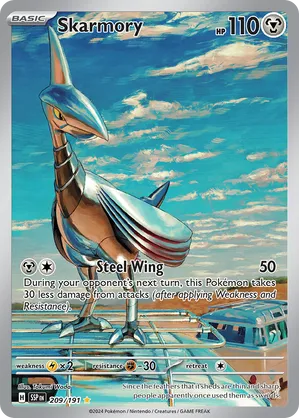 BASIC
Skarmory
HP 110
Steel Wing 50
During your opponent's next turn, this Pokémon takes
30 less damage from attacks (after applying Weakness and
Resistance).
weakness ×2 resistance -30 retreat
Illus. Takumi Wada
H SSP EN 209/191
Since the feathers that it sheds are very sharp,
people apparently once used them as swords.
©2024 Pokémon / Nintendo / Creatures / GAME FREAK